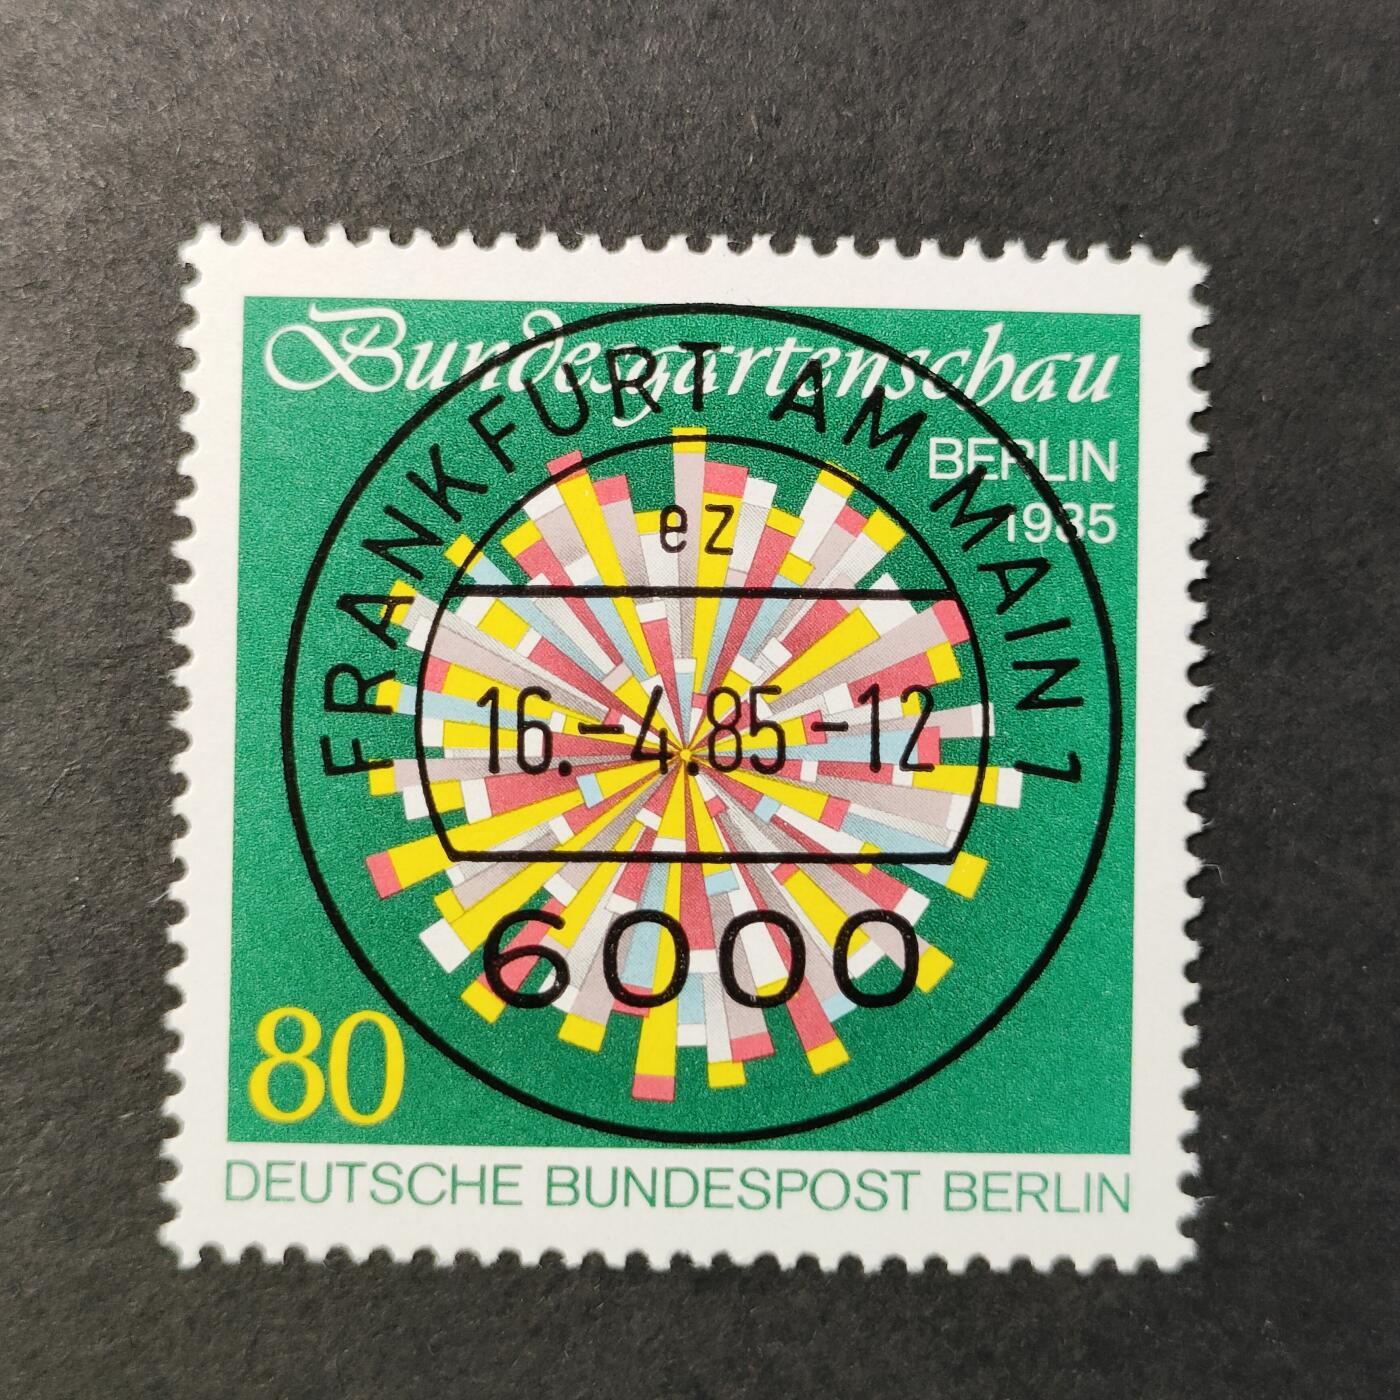 Bundesgartenschau
BERLIN
1985
FRANKFURT AM MAIN 1
ez
16.-4.85-12
6000
80
DEUTSCHE BUNDESPOST BERLIN